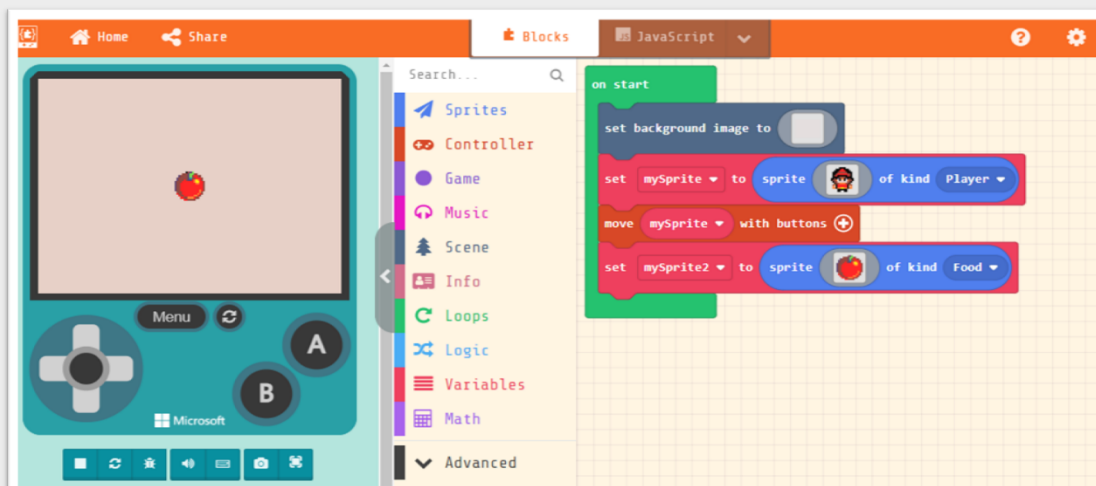 Home Share Blocks JavaScript
Search...
Sprites
Controller
Game
Music
Scene
Info
Loops
Logic
Variables
Math
Advanced
Menu
A
B
Microsoft
on start
set background image to
set mySprite to sprite of kind Player
move mySprite with buttons
set mySprite2 to sprite of kind Food